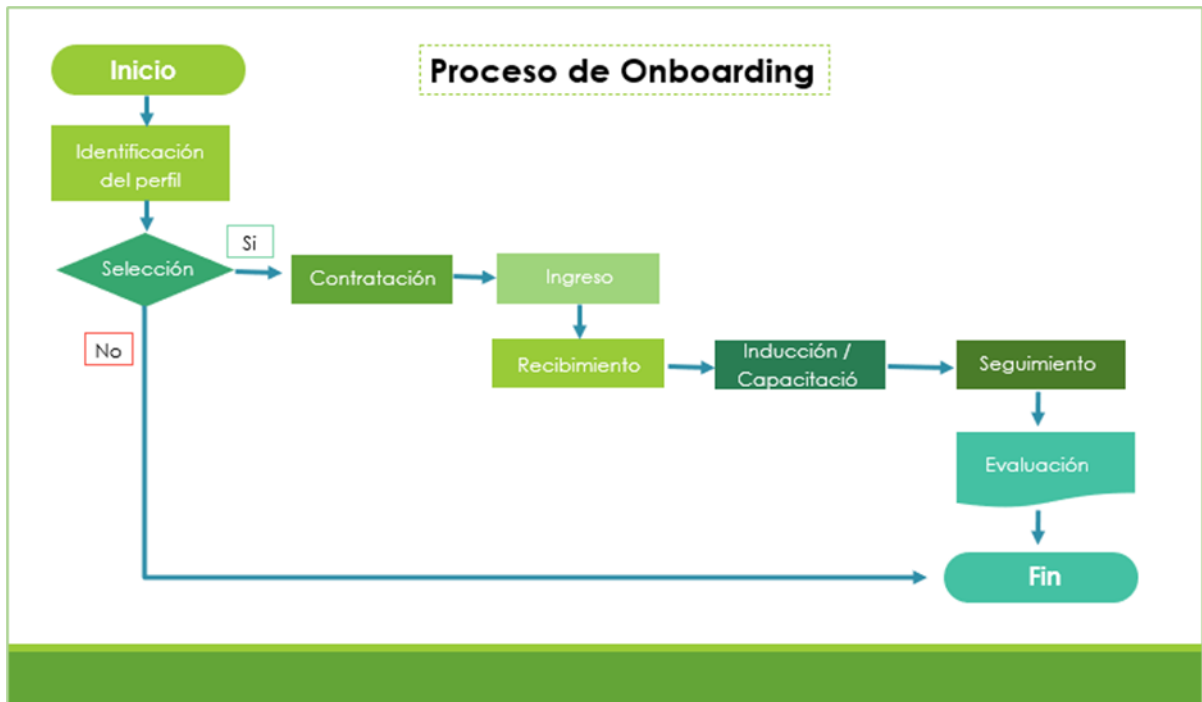 Inicio
Proceso de Onboarding
Identificación
del perfil
Si
Selección
Contratación
Ingreso
No
Recibimiento
Inducción /
Capacitació
Seguimiento
Evaluación
Fin